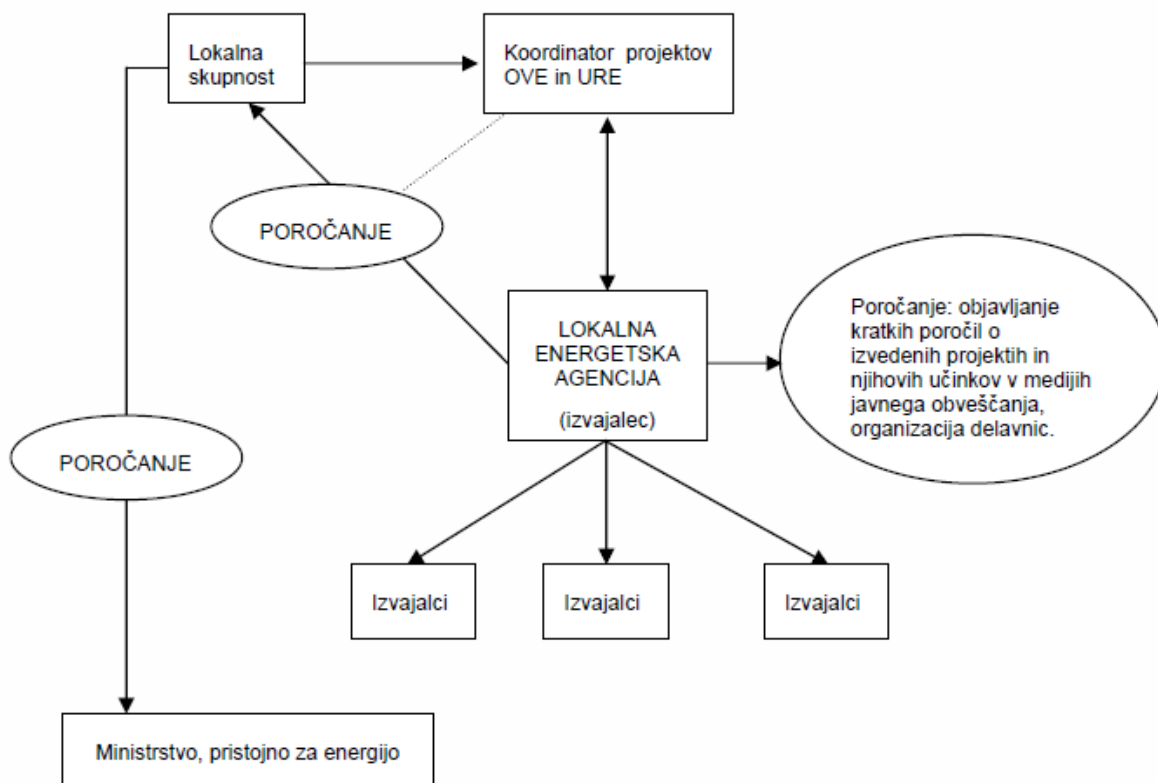 Lokalna
skupnost
Koordinator projektov
OVE in URE
POROČANJE
LOKALNA
ENERGETSKA
AGENCIJA
(izvajalec)
Poročanje: objavljanje
kratkih poročil o
izvedenih projektih in
njihovih učinkov v medijih
javnega obveščanja,
organizacija delavnic.
POROČANJE
Izvajalci
Izvajalci
Izvajalci
Ministrstvo, pristojno za energijo